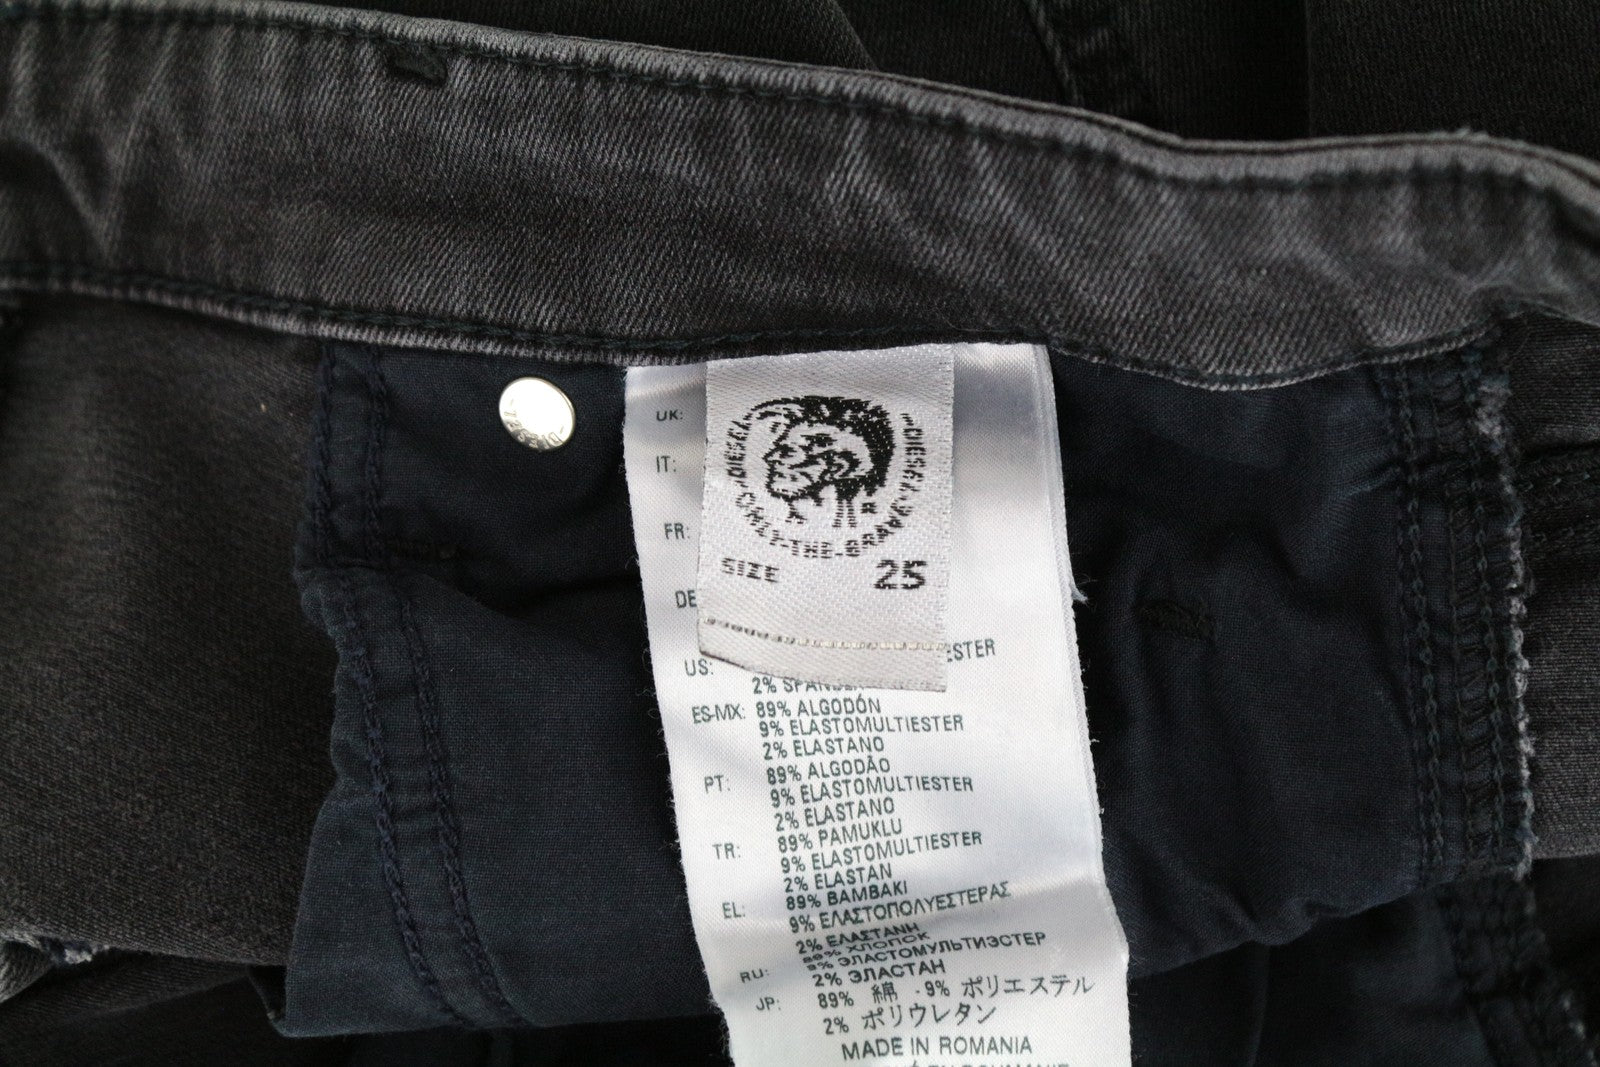 "DIESEL"
ONLY-THE-BRAVE
"DIESEL"
SIZE 25
UK:
IT:
FR:
DE
US: ESTER
2%
ES-MX: 89% ALGODÓN
9% ELASTOMULTIESTER
2% ELASTANO
PT: 89% ALGODÃO
9% ELASTOMULTIESTER
2% ELASTANO
TR: 89% PAMUKLU
9% ELASTOMULTIESTER
2% ELASTAN
EL: 89% BAMBAKI
9% ΕΛΑΣΤΟΠΟΛΥΕΣΤΕΡΑΣ
2% ΕΛΑΣΤΑΝΗ
RU: 89% ХЛОПОК
9% ЭЛАСТОМУЛЬТИЭСТЕР
2% ЭЛАСТАН
JP: 89% 綿 - 9% ポリエステル
2% ポリウレタン
MADE IN ROMANIA